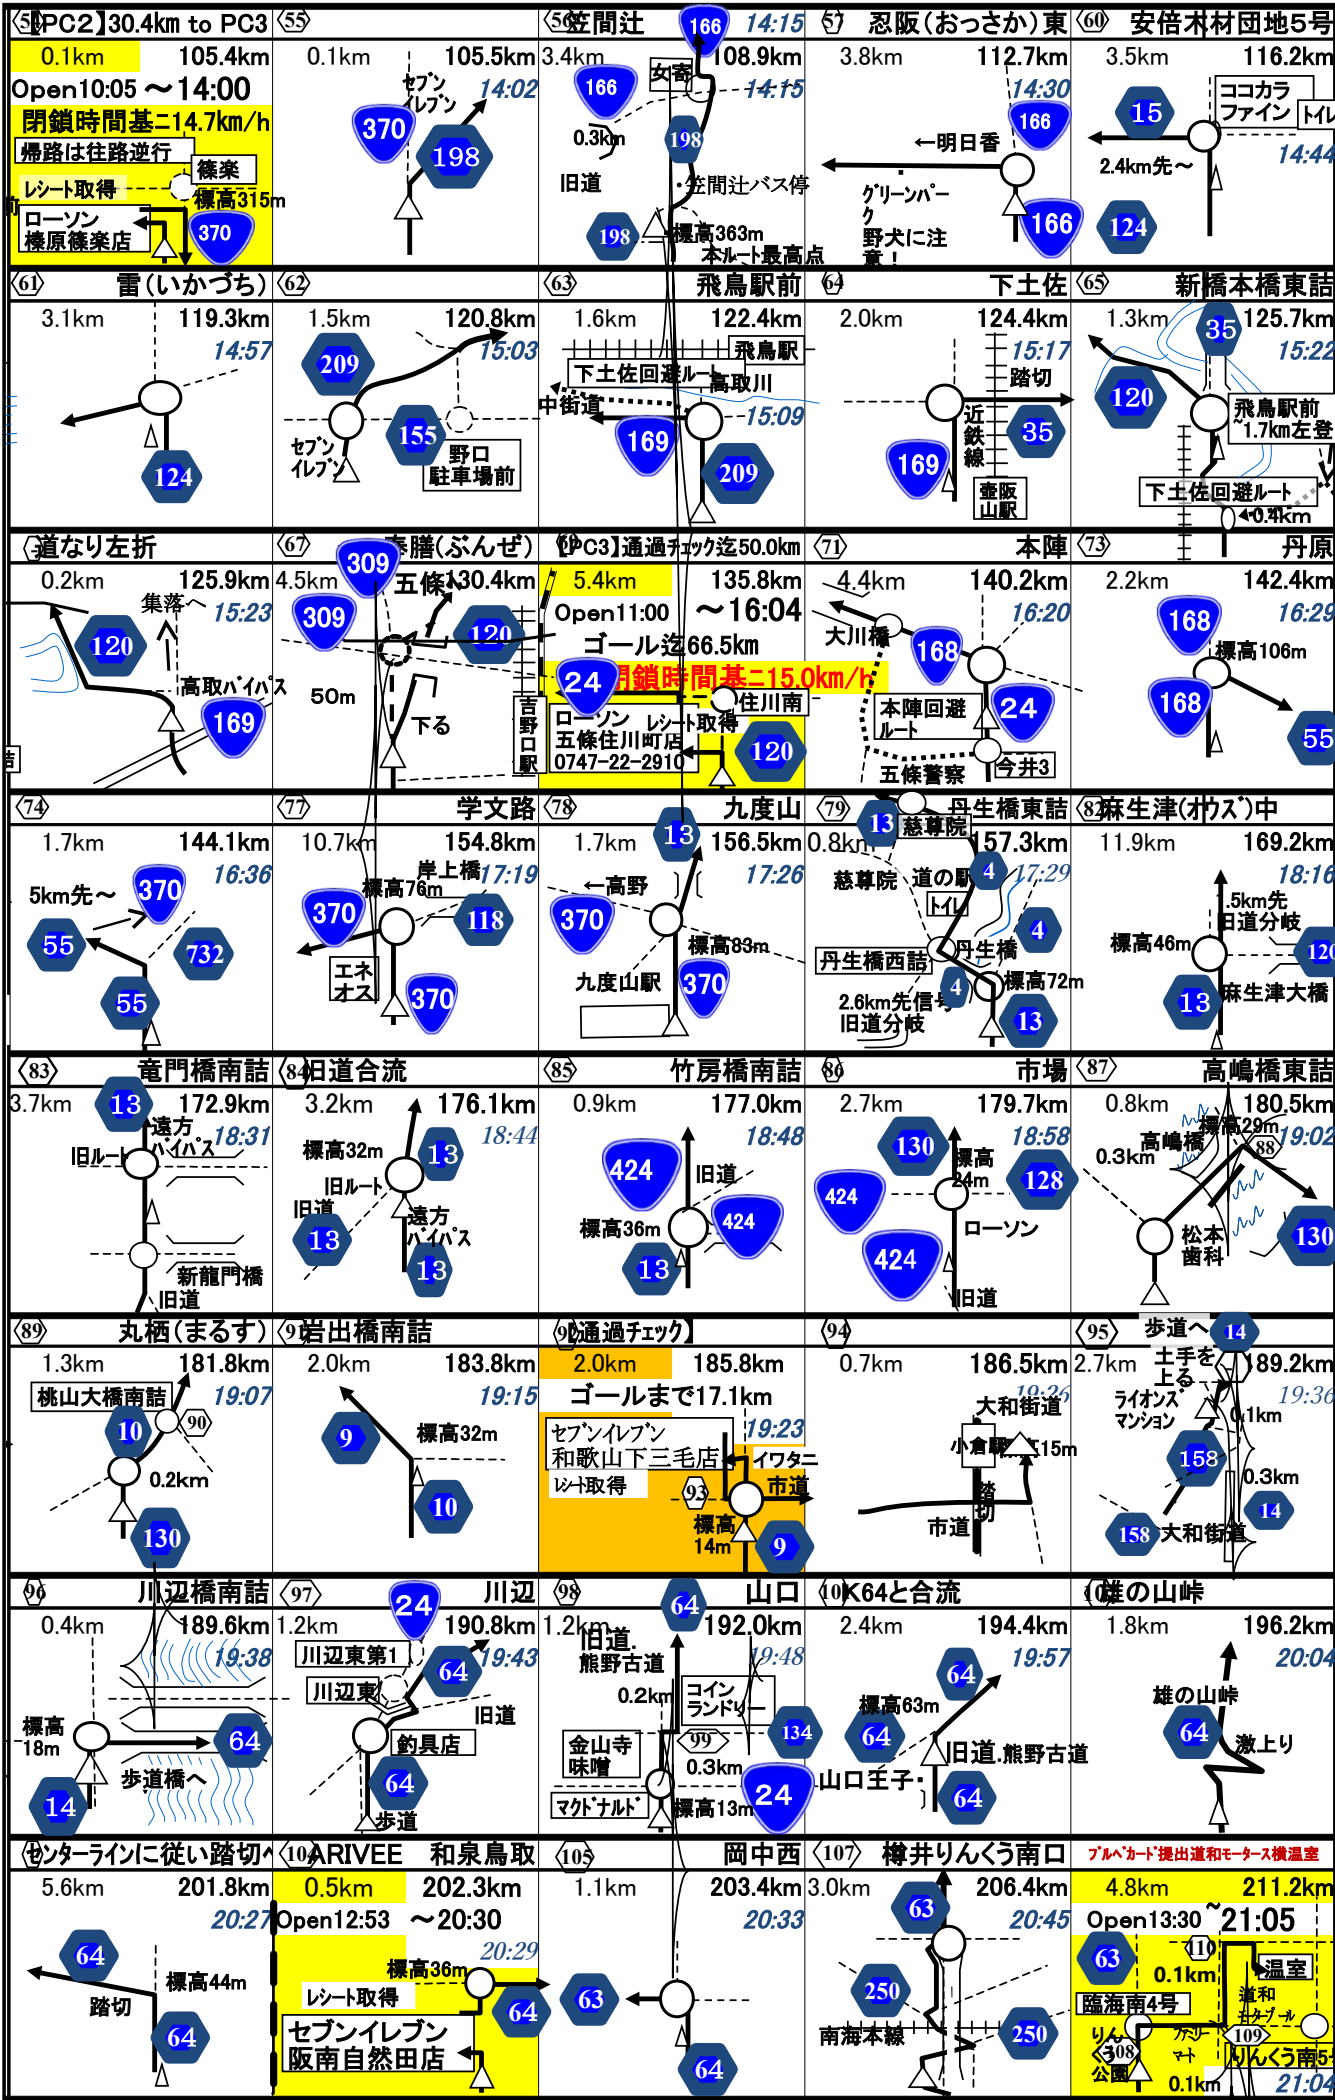 【PC2】30.4km to PC3
0.1km 105.4km
Open10:05 ～14:00
閉鎖時間基ﾆ14.7km/h
帰路は往路逆行
篠楽
レシート取得
標高315m
ローソン
榛原篠楽店
370
55
0.1km 105.5km
14:02
セブン
イレブン
370
198
56 笠間辻 14:15
166
3.4km 108.9km
14:15
女寄
166
0.3km
198
旧道
・笠間辻バス停
198
標高363m
本ルート最高点
57 忍阪(おっさか)東
3.8km 112.7km
14:30
166
←明日香
グリーンパー
ク
野犬に注
意！
166
60 安倍木材団地5号
3.5km 116.2km
ココカラ
ファイン
トイレ
15
14:44
2.4km先～
124
61 雷(いかづち)
3.1km 119.3km
14:57
124
62
1.5km 120.8km
15:03
209
155
セブン
イレブン
野口
駐車場前
63 飛鳥駅前
1.6km 122.4km
飛鳥駅
下土佐回避ルート
高取川
中街道
15:09
169
209
64 下土佐
2.0km 124.4km
15:17
踏切
近鉄線
35
169
壺阪
山駅
65 新橋本橋東詰
1.3km 125.7km
35
15:22
120
飛鳥駅前
~1.7km左登
下土佐回避ルート
0.4km
道なり左折
0.2km 125.9km
集落へ
15:23
120
高取バイパス
169
67 奉膳(ぶんぜ)
309
4.5km 130.4km
五條へ
309
120
50m
下る
吉野口駅
【PC3】通過チェック迄50.0km
5.4km 135.8km
Open11:00 ～16:04
ゴール迄66.5km
閉鎖時間基ﾆ15.0km/h
24
住川南
ローソン
五條住川町店
0747-22-2910
レシート取得
120
71 本陣
4.4km 140.2km
16:20
大川橋
168
本陣回避
ルート
24
今井3
五條警察
73 丹原
2.2km 142.4km
16:29
168
標高106m
168
55
74
1.7km 144.1km
16:36
5km先～
370
55
732
55
77 学文路
10.7km 154.8km
岸上橋
17:19
標高76m
370
118
エネ
オス
370
78 九度山
13
1.7km 156.5km
17:26
←高野
370
標高83m
九度山駅
370
79 丹生橋東詰
13
慈尊院
0.8km 157.3km
慈尊院
道の駅
4
17:29
トイレ
4
丹生橋
丹生橋西詰
標高72m
2.6km先信号
旧道分岐
4
13
82 麻生津(オウズ)中
11.9km 169.2km
18:16
.5km先
旧道分岐
標高46m
120
13
麻生津大橋
83 竜門橋南詰
3.7km 172.9km
13
遠方
バイパス
18:31
旧ルート
新龍門橋
旧道
84 旧道合流
3.2km 176.1km
18:44
標高32m
13
旧ルート
旧道
13
遠方
バイパス
13
85 竹房橋南詰
0.9km 177.0km
18:48
424
旧道
424
標高36m
13
86 市場
2.7km 179.7km
18:58
130
標高
24m
128
424
ローソン
424
旧道
87 高嶋橋東詰
0.8km 180.5km
標高29m
19:02
高嶋橋
88
0.3km
松本
歯科
130
89 丸栖(まるす)
1.3km 181.8km
19:07
桃山大橋南詰
10
90
0.2km
130
91 岩出橋南詰
2.0km 183.8km
19:15
9
標高32m
10
【通過チェック】
2.0km 185.8km
ゴールまで17.1km
19:23
セブンイレブン
和歌山下三毛店
イワタニ
レシート取得
93
市道
標高
14m
9
94
0.7km 186.5km
19:26
大和街道
小倉駅
15m
踏切
市道
95
歩道へ
14
2.7km 189.2km
土手を
上る
19:36
ライオンズ
マンション
0.1km
158
0.3km
14
158
大和街道
96 川辺橋南詰
0.4km 189.6km
19:38
標高
18m
64
歩道橋へ
14
97 川辺
24
1.2km 190.8km
19:43
川辺東第1
64
川辺東
旧道
釣具店
64
歩道
98 山口
64
1.2km 192.0km
旧道.
熊野古道
19:48
0.2km
コイン
ランドリー
134
金山寺
味噌
99
0.3km
24
マクドナルド
標高13m
K64と合流
2.4km 194.4km
19:57
64
標高63m
64
旧道.熊野古道
山口王子・
64
雄の山峠
1.8km 196.2km
20:04
雄の山峠
64
激上り
センターラインに従い踏切へ
5.6km 201.8km
20:27
64
標高44m
踏切
64
104 ARIVEE 和泉鳥取
0.5km 202.3km
Open12:53 ～20:30
20:29
標高36m
レシート取得
64
セブンイレブン
阪南自然田店
105 岡中西
1.1km 203.4km
20:33
63
64
107 樽井りんくう南口
3.0km 206.4km
63
20:45
250
南海本線
250
ブルベカード提出道和モータース横温室
4.8km 211.2km
Open13:30 ~21:05
63
110
0.1km
温室
臨海南4号
道和
モータプール
りんくう公園
108
ファミリー
マート
109
りんくう南5号
0.1km
21:04